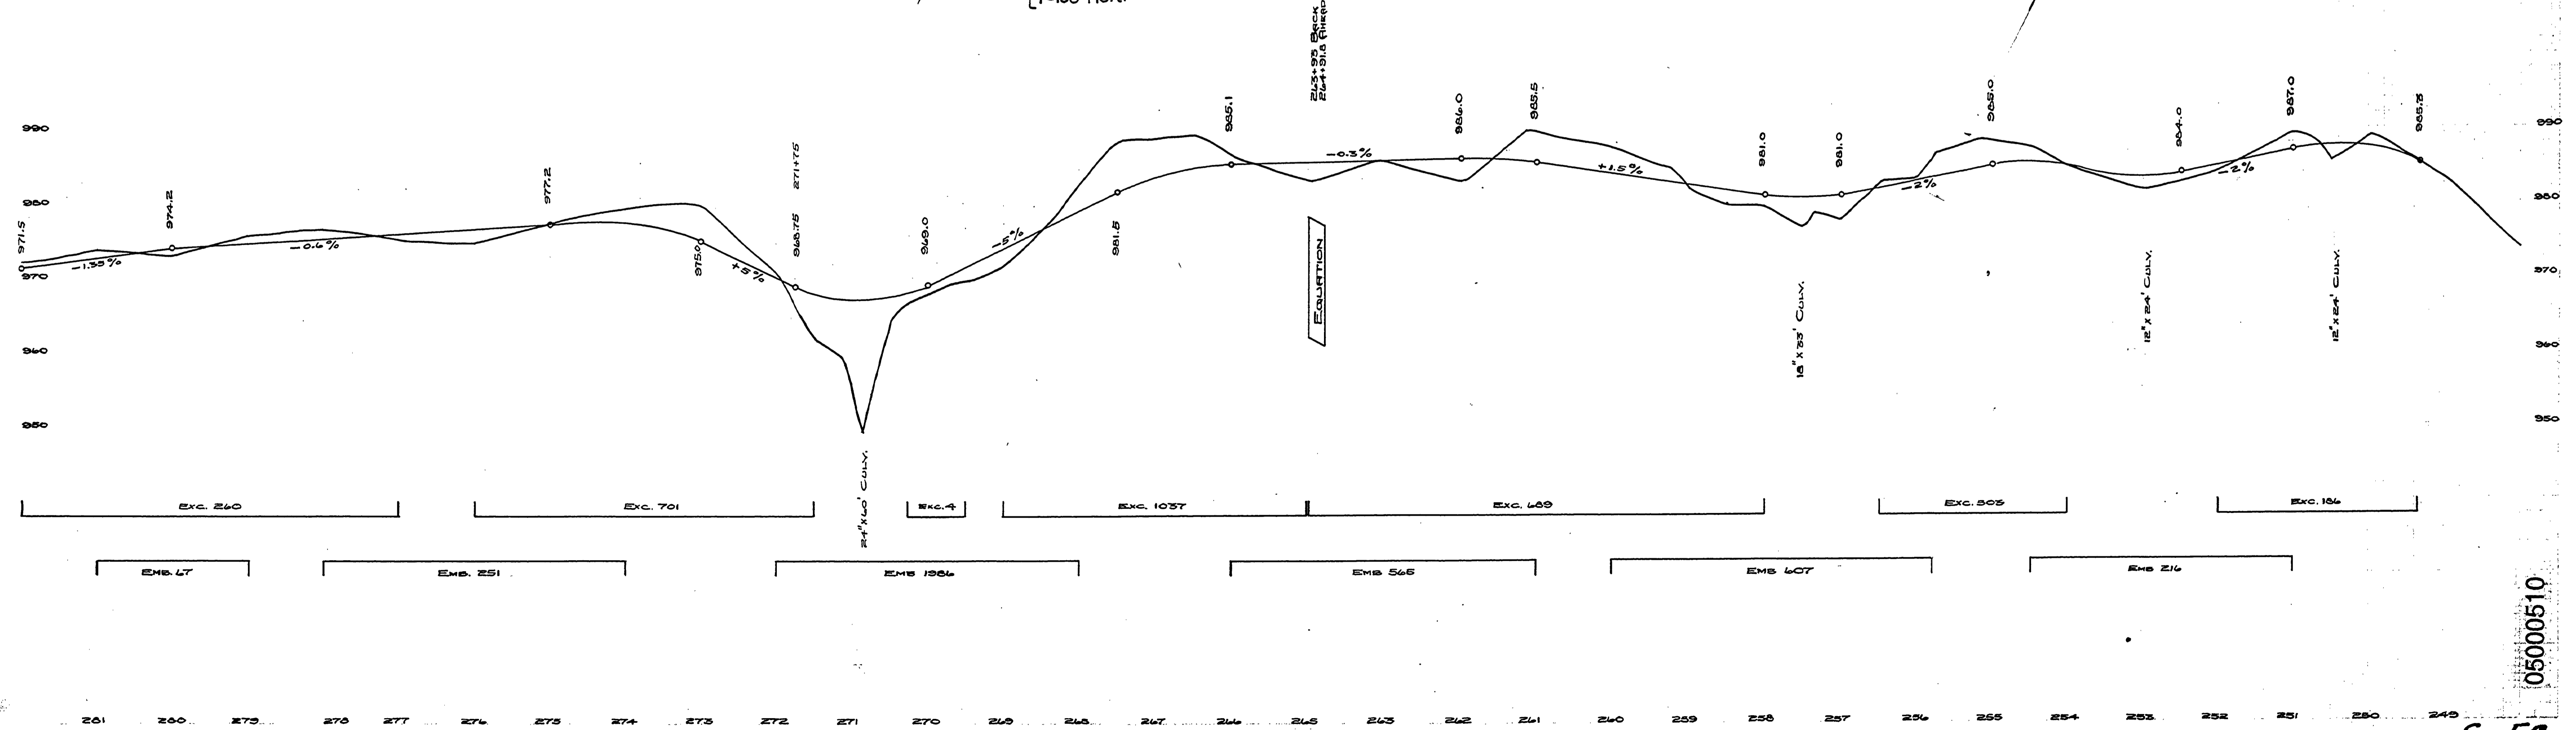 263+93 BACK
264+91.8 AHEAD
990
980
970
960
950
971.5
974.2
977.2
975.0
271+75
968.75
969.0
981.5
985.1
986.0
985.5
981.0
981.0
985.0
984.0
987.0
985.3
990
980
970
960
950
-1.35%
-0.6%
+5%
-5%
-0.3%
+1.5%
-2%
-2%
EQUATION
24"X60' CULV.
18"X33' CULV.
12"X24' CULV.
12"X24' CULV.
EXC. 260
EXC. 701
EXC. 4
EXC. 1037
EXC. 689
EXC. 303
EXC. 186
EMB. 67
EMB. 251
EMB 1986
EMB 565
EMB 607
EMB 216
05000510
281 280 279 278 277 276 275 274 273 272 271 270 269 268 267 266 265 263 262 261 260 259 258 257 256 255 254 253 252 251 250 249